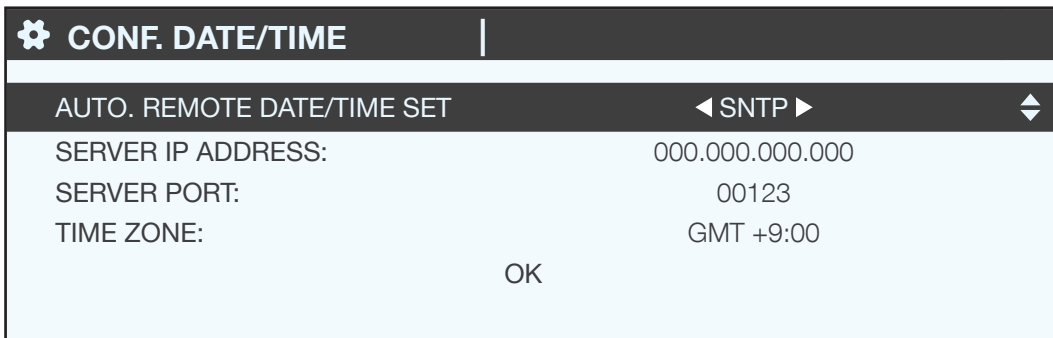 CONF. DATE/TIME
AUTO. REMOTE DATE/TIME SET SNTP
SERVER IP ADDRESS: 000.000.000.000
SERVER PORT: 00123
TIME ZONE: GMT +9:00
OK